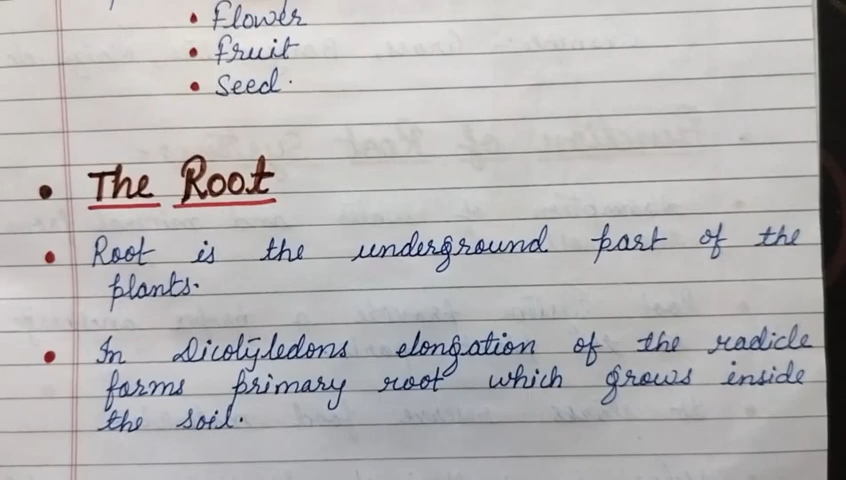 • Flower
• fruit
• Seed.
• The Root
• Root is the underground part of the
plants.
• In Dicotyledons elongation of the radicle
forms primary root which grows inside
the soil.